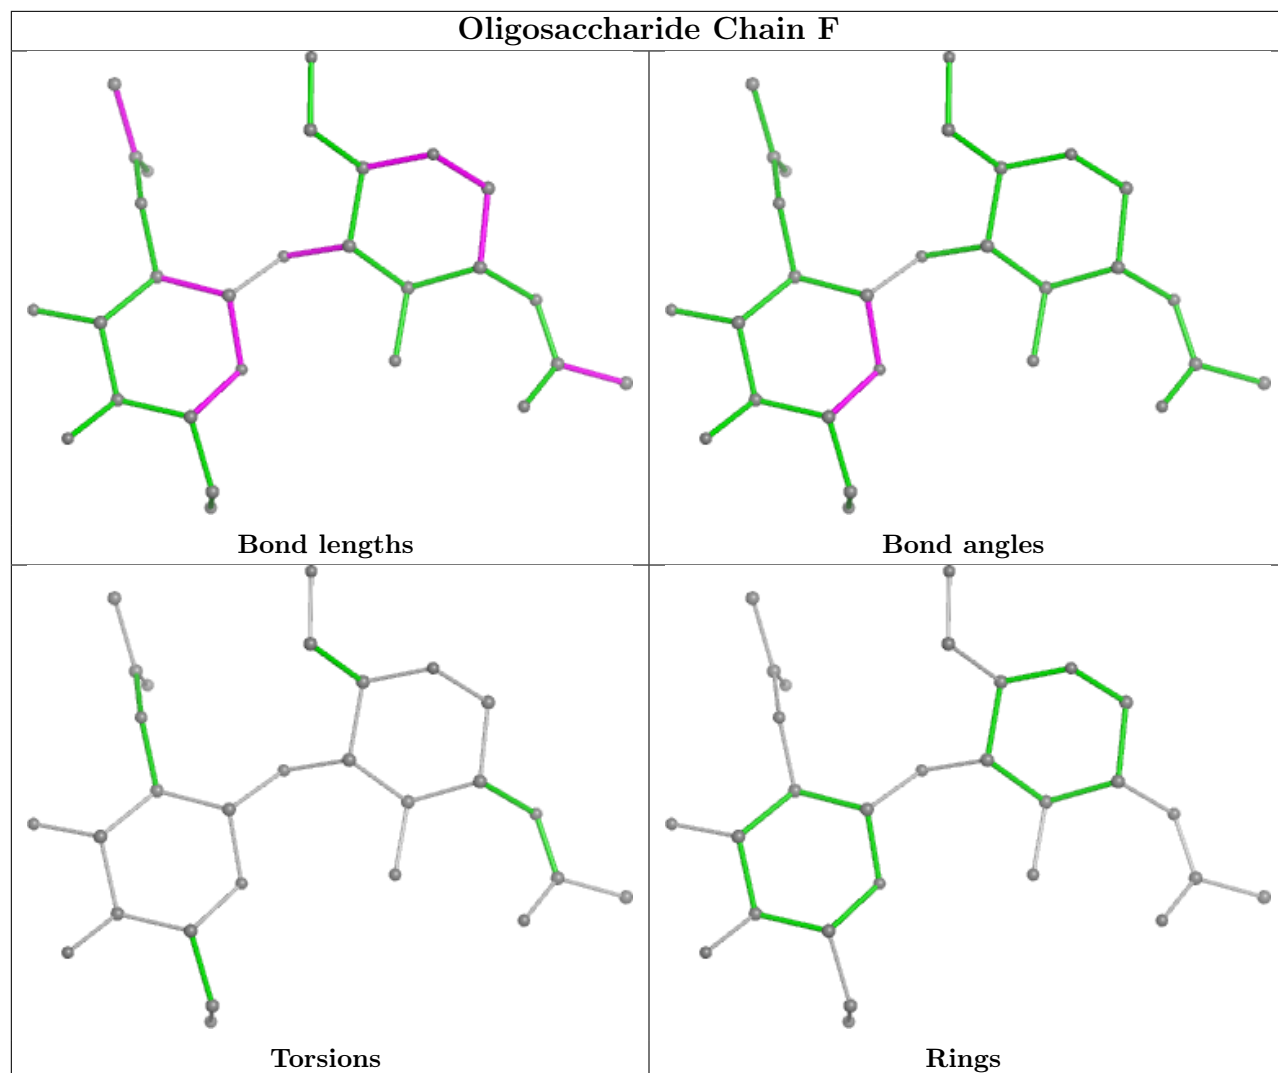 Oligosaccharide Chain F
Bond lengths
Bond angles
Torsions
Rings